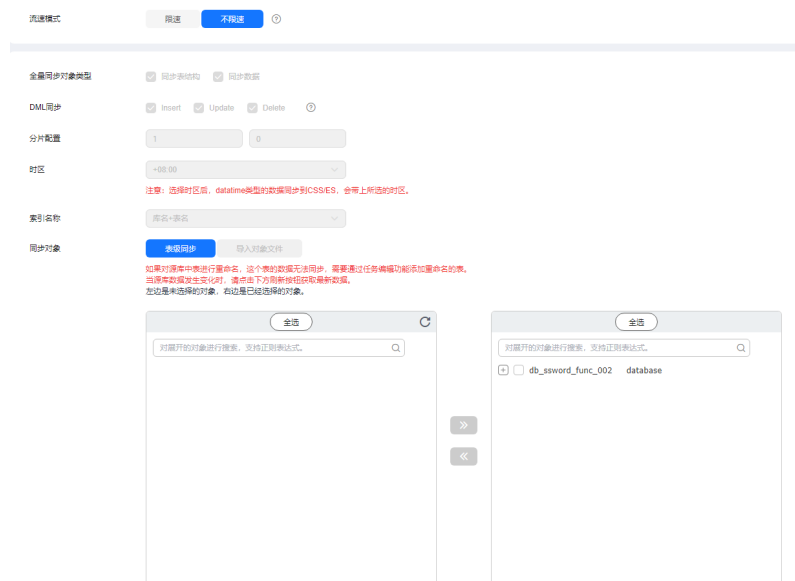 流速模式 限速 不限速
全量同步对象类型 同步表结构 同步数据
DML同步 Insert Update Delete
分片配置 1 0
时区 +08:00
注意：选择时区后，datatime类型的数据同步到CSS/ES，会带上所选的时区。
索引名称 库名+表名
同步对象 表级同步 导入对象文件
如果对源库中表进行重命名，这个表的数据无法同步，需要通过任务编辑功能添加重命名的表。
当源库数据发生变化时，请点击下方刷新按钮获取最新数据。
左边是未选择的对象，右边是已经选择的对象。
全选 全选
对展开的对象进行搜索，支持正则表达式。 对展开的对象进行搜索，支持正则表达式。
db_ssword_func_002 database